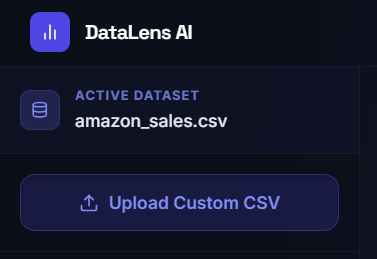 DataLens AI
ACTIVE DATASET
amazon_sales.csv
Upload Custom CSV